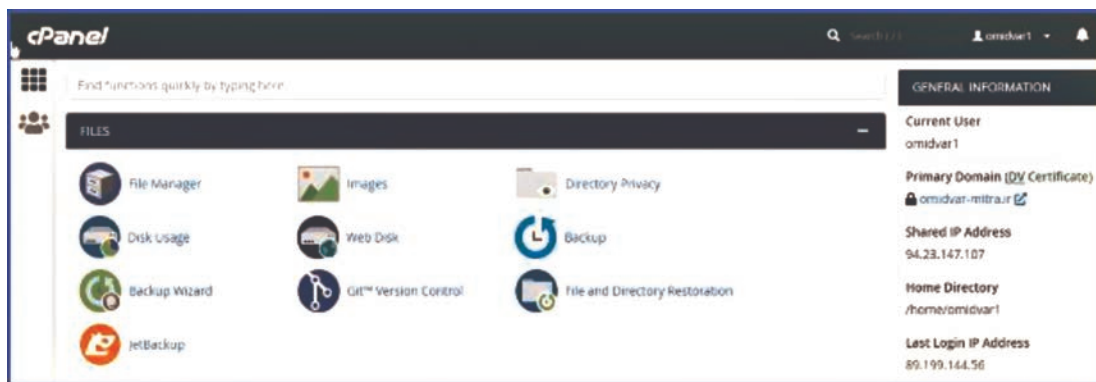 cPanel
Search ( / )
omidvar1
Find functions quickly by typing here.
GENERAL INFORMATION
FILES
Current User
omidvar1
File Manager
Images
Directory Privacy
Primary Domain (DV Certificate)
omidvar-mitra.ir
Disk Usage
Web Disk
Backup
Shared IP Address
94.23.147.107
Backup Wizard
Git™ Version Control
File and Directory Restoration
Home Directory
/home/omidvar1
JetBackup
Last Login IP Address
89.199.144.56